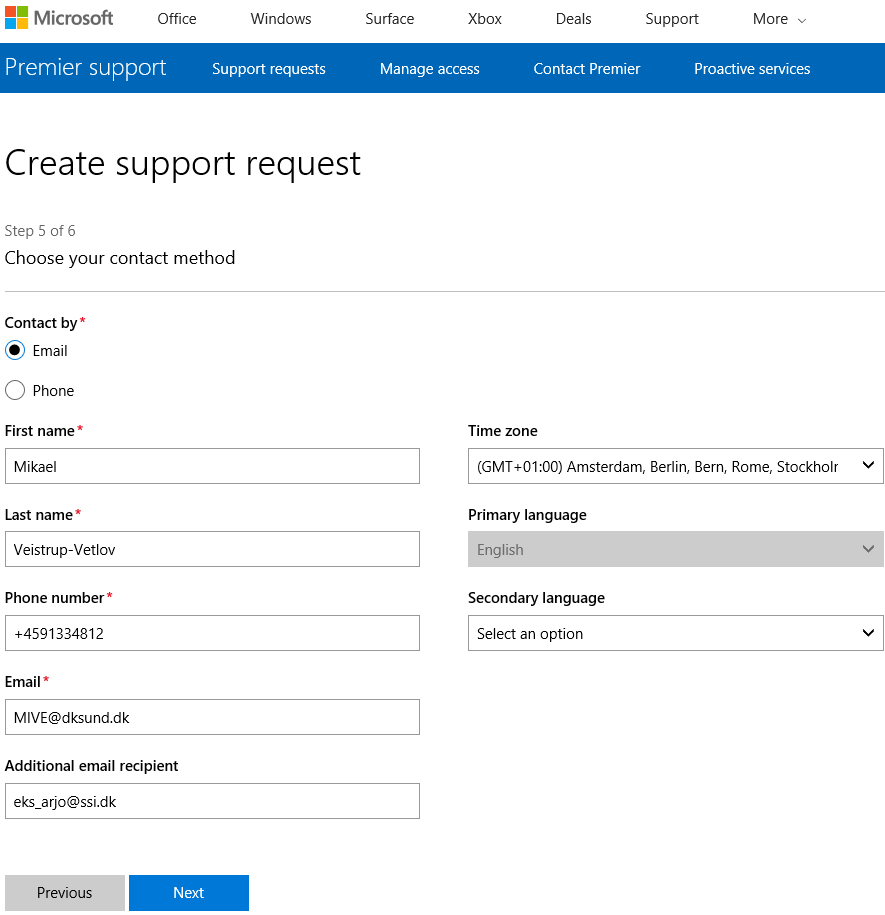 Microsoft Office Windows Surface Xbox Deals Support More
Premier support Support requests Manage access Contact Premier Proactive services
Create support request
Step 5 of 6
Choose your contact method
Contact by*
Email
Phone
First name*
Mikael
Last name*
Veistrup-Vetlov
Phone number*
+4591334812
Email*
MIVE@dksund.dk
Additional email recipient
eks_arjo@ssi.dk
Time zone
(GMT+01:00) Amsterdam, Berlin, Bern, Rome, Stockholm
Primary language
English
Secondary language
Select an option
Previous Next